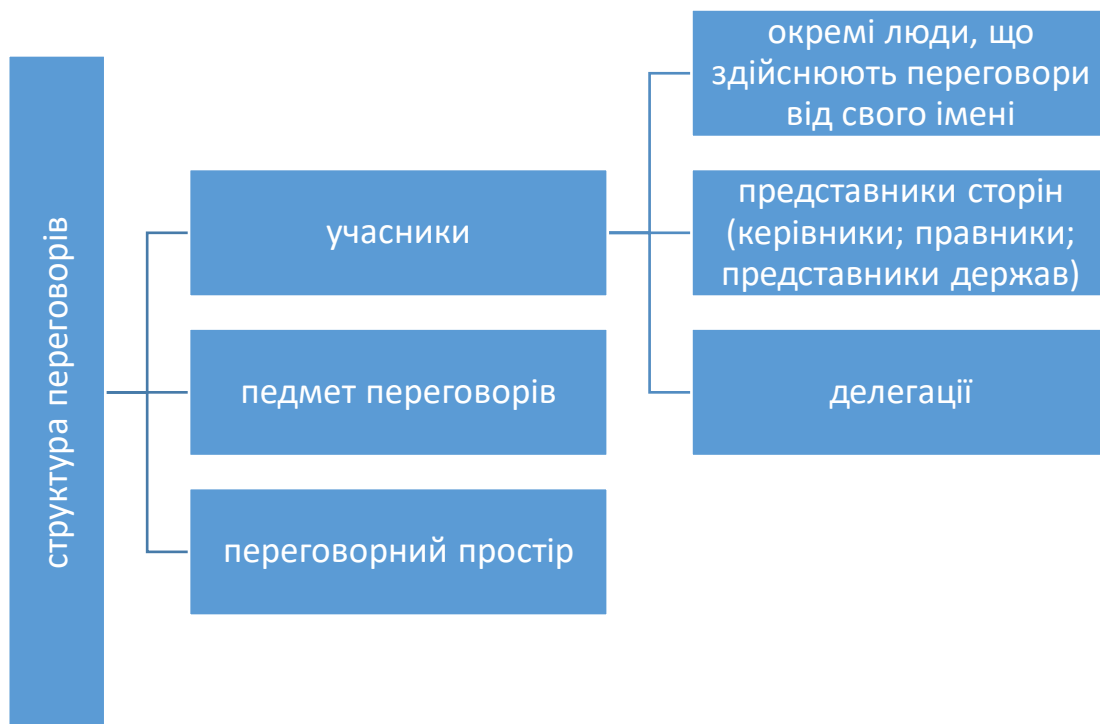 структура переговорів
учасники
педмет переговорів
переговорний простір
окремі люди, що
здійснюють переговори
від свого імені
представники сторін
(керівники; правники;
представники держав)
делегації